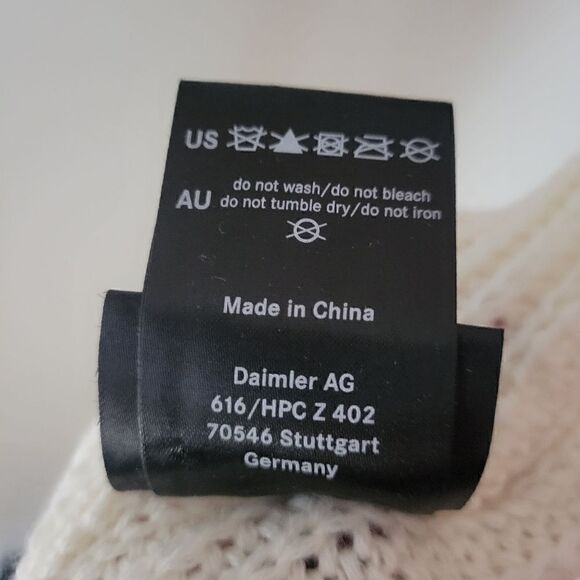 US
do not wash/do not bleach
AU do not tumble dry/do not iron
Made in China
Daimler AG
616/HPC Z 402
70546 Stuttgart
Germany